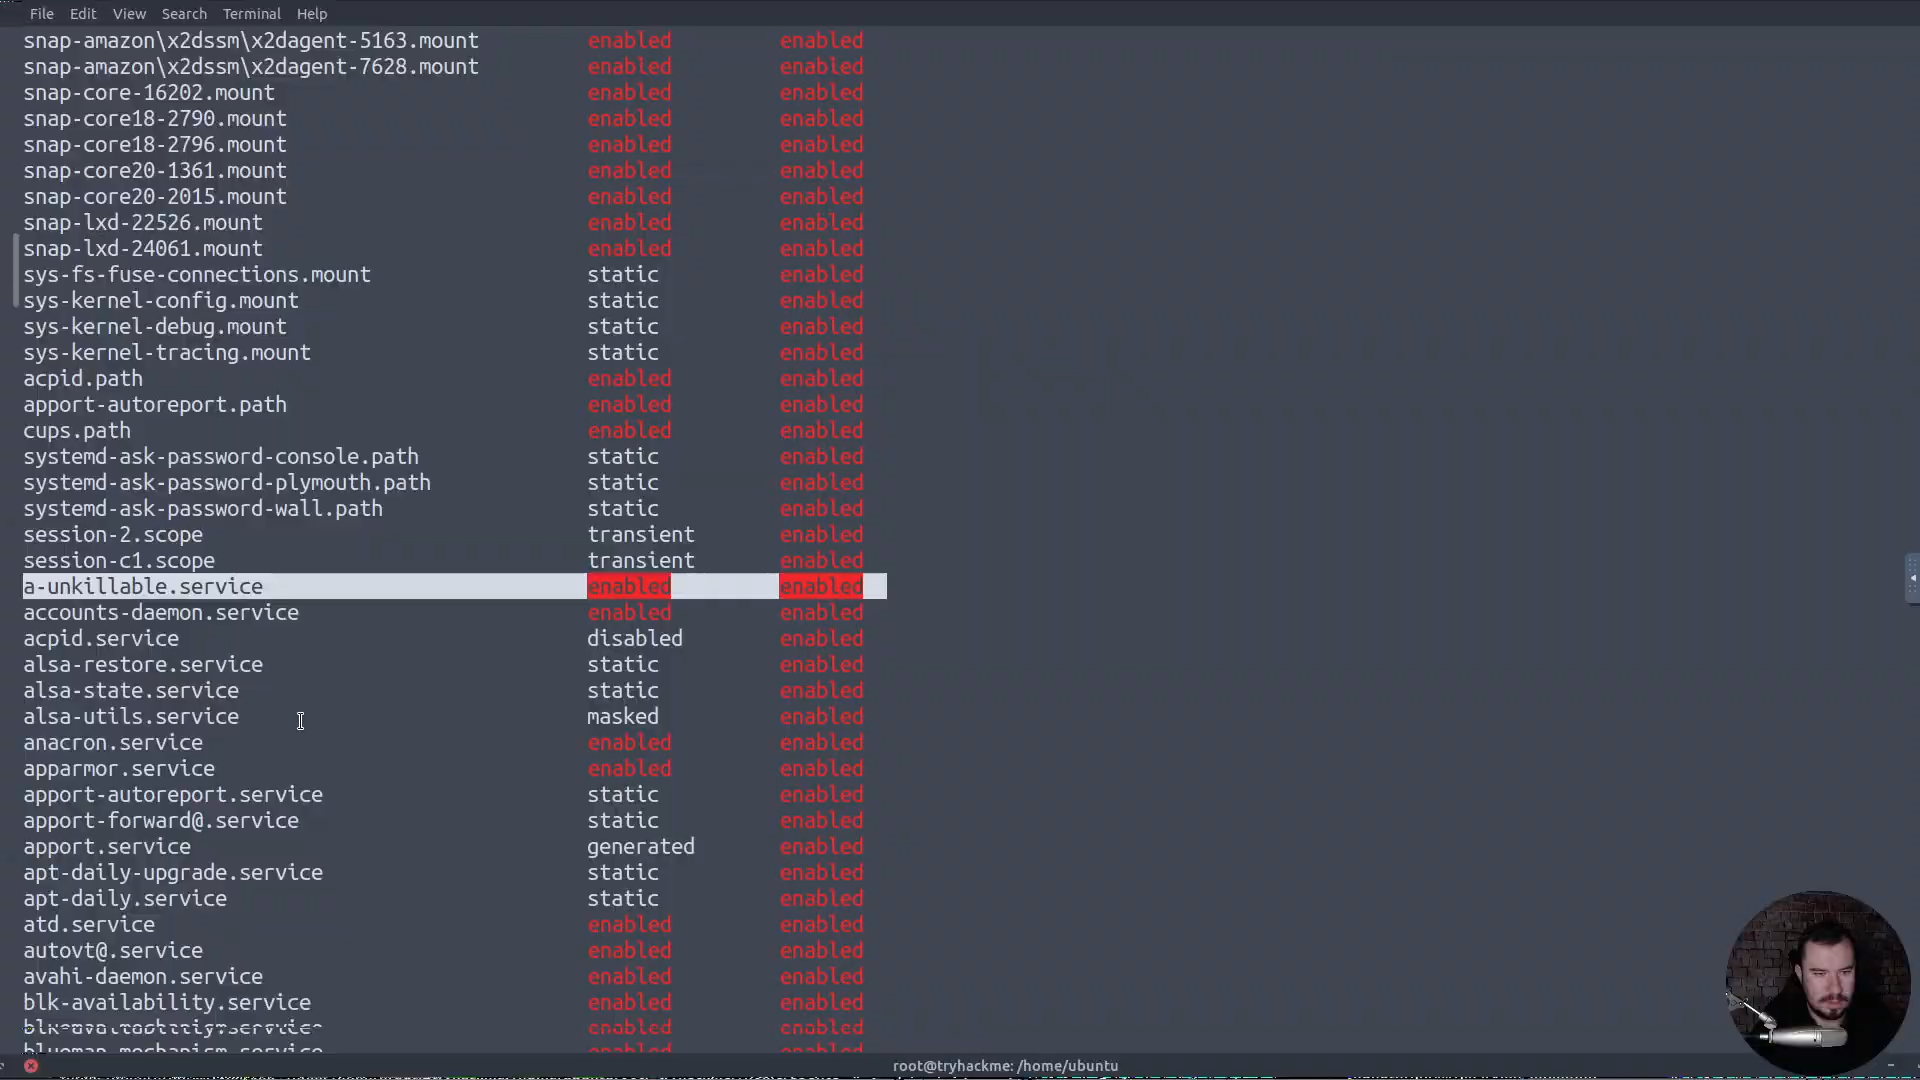 File Edit View Search Terminal Help
snap-amazon\x2dssm\x2dagent-5163.mount enabled enabled
snap-amazon\x2dssm\x2dagent-7628.mount enabled enabled
snap-core-16202.mount enabled enabled
snap-core18-2790.mount enabled enabled
snap-core18-2796.mount enabled enabled
snap-core20-1361.mount enabled enabled
snap-core20-2015.mount enabled enabled
snap-lxd-22526.mount enabled enabled
snap-lxd-24061.mount enabled enabled
sys-fs-fuse-connections.mount static enabled
sys-kernel-config.mount static enabled
sys-kernel-debug.mount static enabled
sys-kernel-tracing.mount static enabled
acpid.path enabled enabled
apport-autoreport.path enabled enabled
cups.path enabled enabled
systemd-ask-password-console.path static enabled
systemd-ask-password-plymouth.path static enabled
systemd-ask-password-wall.path static enabled
session-2.scope transient enabled
session-c1.scope transient enabled
a-unkillable.service enabled enabled
accounts-daemon.service enabled enabled
acpid.service disabled enabled
alsa-restore.service static enabled
alsa-state.service static enabled
alsa-utils.service masked enabled
anacron.service enabled enabled
apparmor.service enabled enabled
apport-autoreport.service static enabled
apport-forward@.service static enabled
apport.service generated enabled
apt-daily-upgrade.service static enabled
apt-daily.service static enabled
atd.service enabled enabled
autovt@.service enabled enabled
avahi-daemon.service enabled enabled
blk-availability.service enabled enabled
root@tryhackme: /home/ubuntu